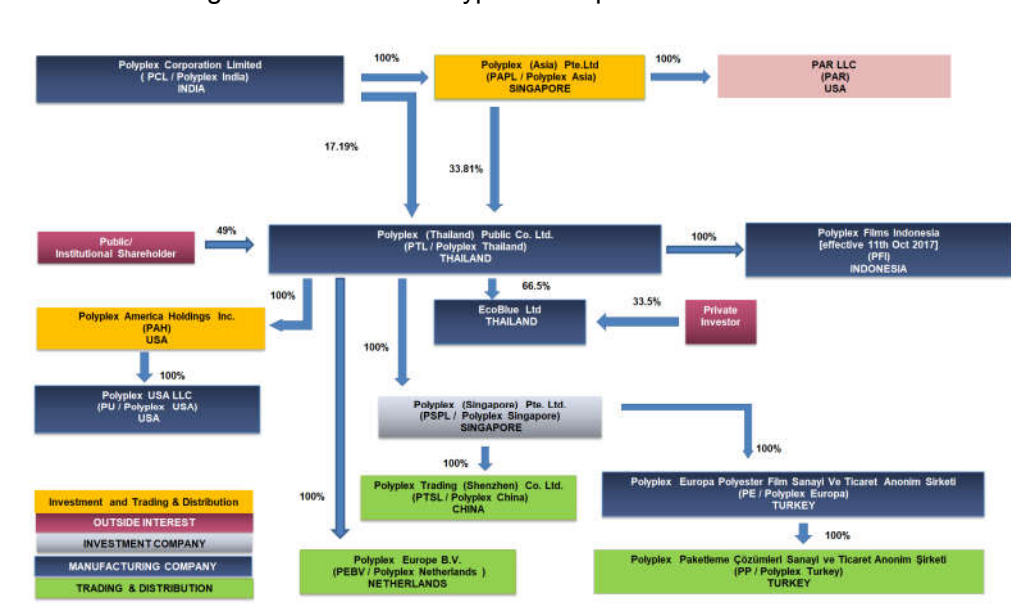 Polyplex Corporation Limited
( PCL / Polyplex India)
INDIA
100%
Polyplex (Asia) Pte.Ltd
(PAPL / Polyplex Asia)
SINGAPORE
100%
PAR LLC
(PAR)
USA
17.19%
33.81%
Public/
Institutional Shareholder
49%
Polyplex (Thailand) Public Co. Ltd.
(PTL / Polyplex Thailand)
THAILAND
100%
Polyplex Films Indonesia
[effective 11th Oct 2017]
(PFI)
INDONESIA
100%
66.5%
Polyplex America Holdings Inc.
(PAH)
USA
EcoBlue Ltd
THAILAND
33.5%
Private
Investor
100%
100%
Polyplex USA LLC
(PU / Polyplex USA)
USA
Polyplex (Singapore) Pte. Ltd.
(PSPL / Polyplex Singapore)
SINGAPORE
100%
100%
Polyplex Trading (Shenzhen) Co. Ltd.
(PTSL / Polyplex China)
CHINA
Polyplex Europa Polyester Film Sanayi Ve Ticaret Anonim Sirketi
(PE / Polyplex Europa)
TURKEY
100%
100%
Polyplex Europe B.V.
(PEBV / Polyplex Netherlands )
NETHERLANDS
Polyplex Paketleme Çözümleri Sanayi ve Ticaret Anonim Şirketi
(PP / Polyplex Turkey)
TURKEY
Investment and Trading & Distribution
OUTSIDE INTEREST
INVESTMENT COMPANY
MANUFACTURING COMPANY
TRADING & DISTRIBUTION